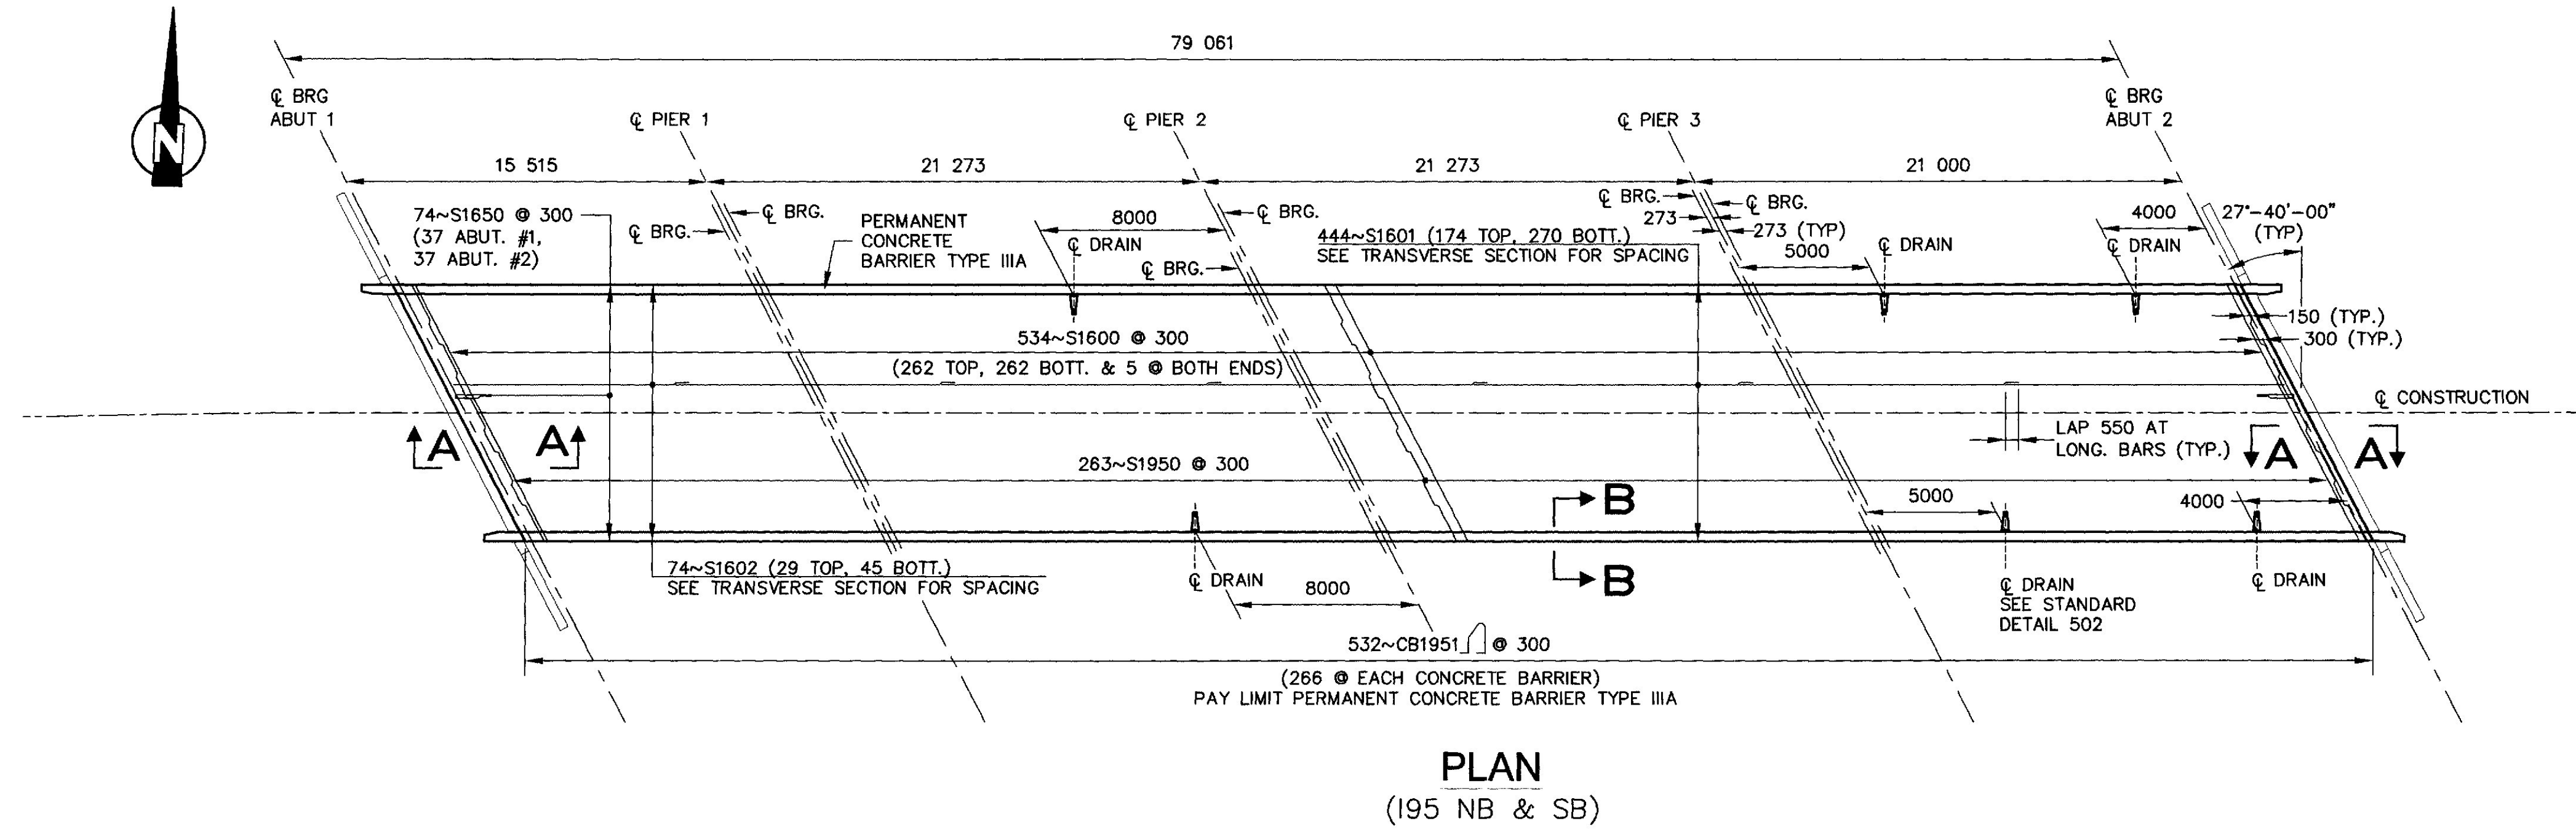 79 061
℄ BRG
ABUT 1
℄ PIER 1
℄ PIER 2
℄ PIER 3
℄ BRG
ABUT 2
N
15 515
21 273
21 273
21 000
74~S1650 @ 300
(37 ABUT. #1,
37 ABUT. #2)
℄ BRG.
℄ BRG.
PERMANENT
CONCRETE
BARRIER TYPE IIIA
8000
℄ DRAIN
℄ BRG.
℄ BRG.
444~S1601 (174 TOP, 270 BOTT.)
SEE TRANSVERSE SECTION FOR SPACING
℄ BRG.
℄ BRG.
273
273 (TYP)
5000
℄ DRAIN
4000
℄ DRAIN
27°-40'-00"
(TYP)
150 (TYP.)
300 (TYP.)
534~S1600 @ 300
(262 TOP, 262 BOTT. & 5 @ BOTH ENDS)
℄ CONSTRUCTION
A
A
LAP 550 AT
LONG. BARS (TYP.)
A
A
263~S1950 @ 300
B
5000
4000
74~S1602 (29 TOP, 45 BOTT.)
SEE TRANSVERSE SECTION FOR SPACING
℄ DRAIN
8000
B
℄ DRAIN
SEE STANDARD
DETAIL 502
℄ DRAIN
532~CB1951 @ 300
(266 @ EACH CONCRETE BARRIER)
PAY LIMIT PERMANENT CONCRETE BARRIER TYPE IIIA
PLAN
(I95 NB & SB)